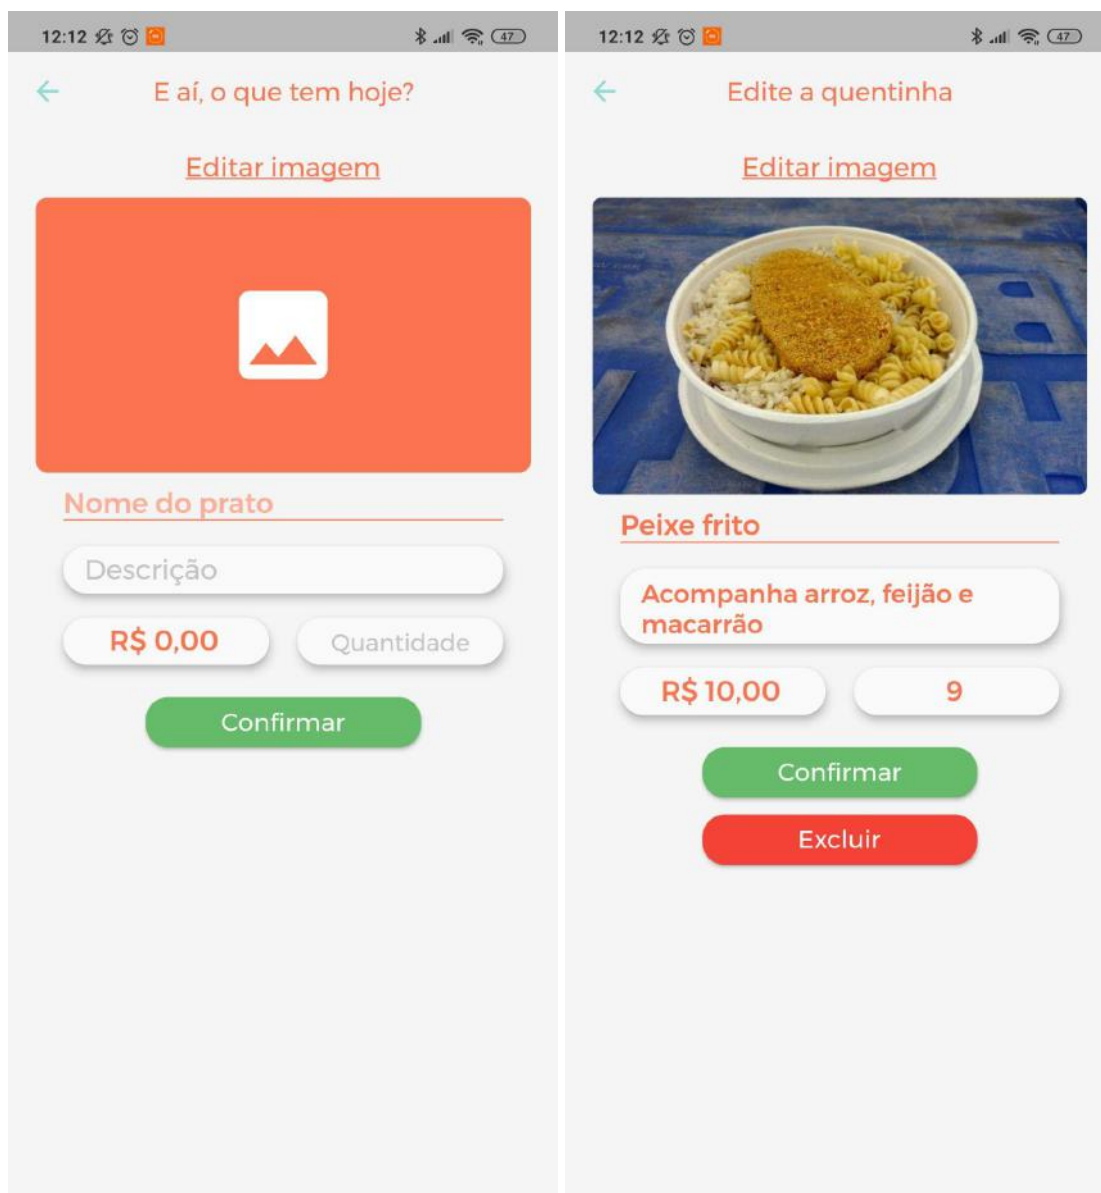 12:12
47
E aí, o que tem hoje?
Editar imagem
Nome do prato
Descrição
R$ 0,00
Quantidade
Confirmar
12:12
47
Edite a quentinha
Editar imagem
Peixe frito
Acompanha arroz, feijão e
macarrão
R$ 10,00
9
Confirmar
Excluir